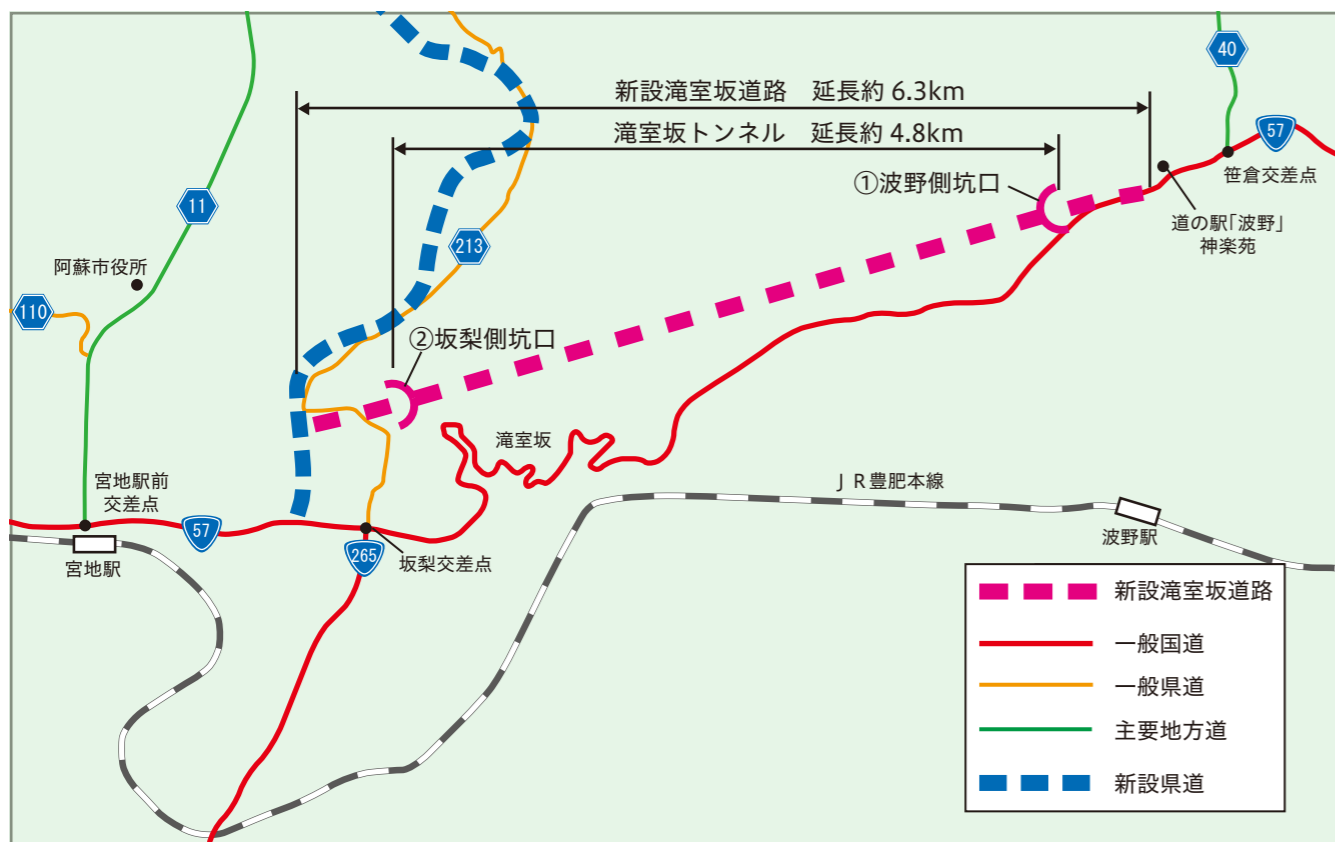 40
新設滝室坂道路 延長約 6.3km
57
滝室坂トンネル 延長約 4.8km
笹倉交差点
①波野側坑口
11
道の駅「波野」
神楽苑
213
阿蘇市役所
110
②坂梨側坑口
滝室坂
宮地駅前
交差点
JR豊肥本線
57
265
坂梨交差点
宮地駅
波野駅
新設滝室坂道路
一般国道
一般県道
主要地方道
新設県道